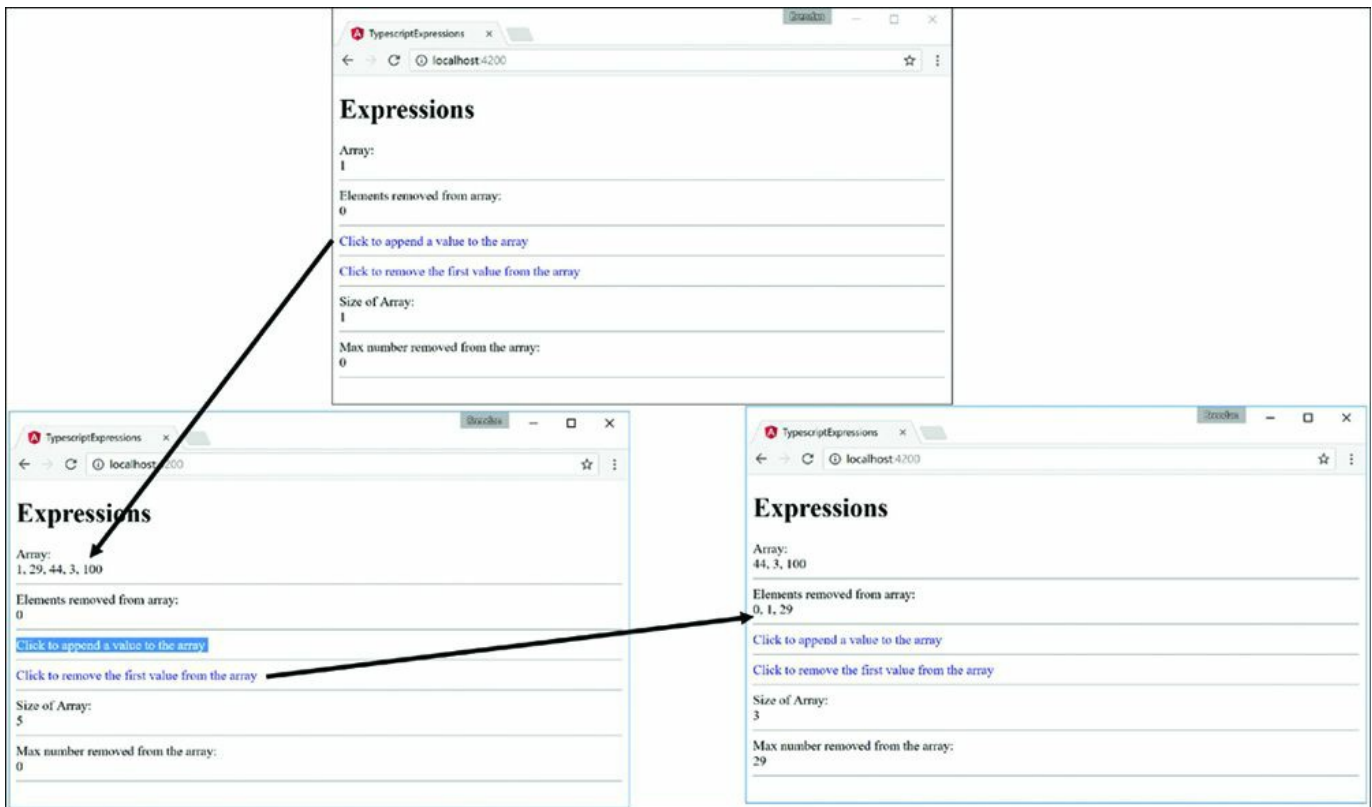 TypescriptExpressions
localhost:4200
Expressions
Array:
1
Elements removed from array:
0
Click to append a value to the array
Click to remove the first value from the array
Size of Array:
1
Max number removed from the array:
0
TypescriptExpressions
localhost:4200
Expressions
Array:
1, 29, 44, 3, 100
Elements removed from array:
0
Click to append a value to the array
Click to remove the first value from the array
Size of Array:
5
Max number removed from the array:
0
TypescriptExpressions
localhost:4200
Expressions
Array:
44, 3, 100
Elements removed from array:
0, 1, 29
Click to append a value to the array
Click to remove the first value from the array
Size of Array:
3
Max number removed from the array:
29